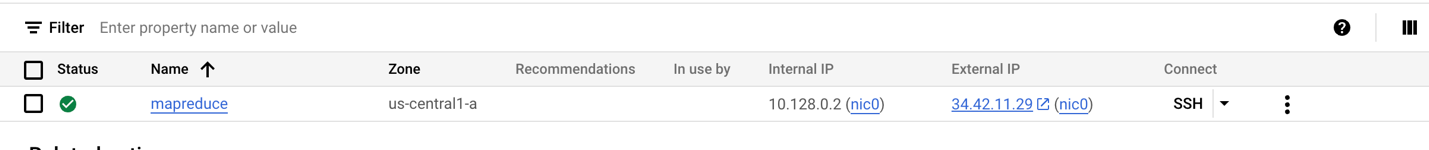 Filter Enter property name or value
Status Name Zone Recommendations In use by Internal IP External IP Connect
mapreduce us-central1-a 10.128.0.2 (nic0) 34.42.11.29 (nic0) SSH